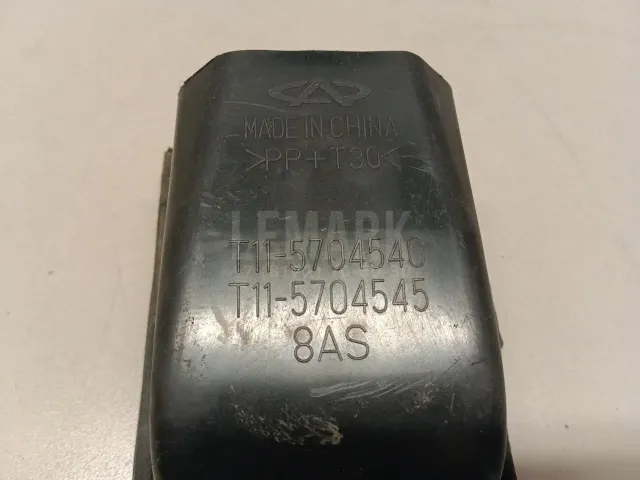 MADE IN CHINA
>PP+T30<
LEMARK
T11-5704540
T11-5704545
8AS